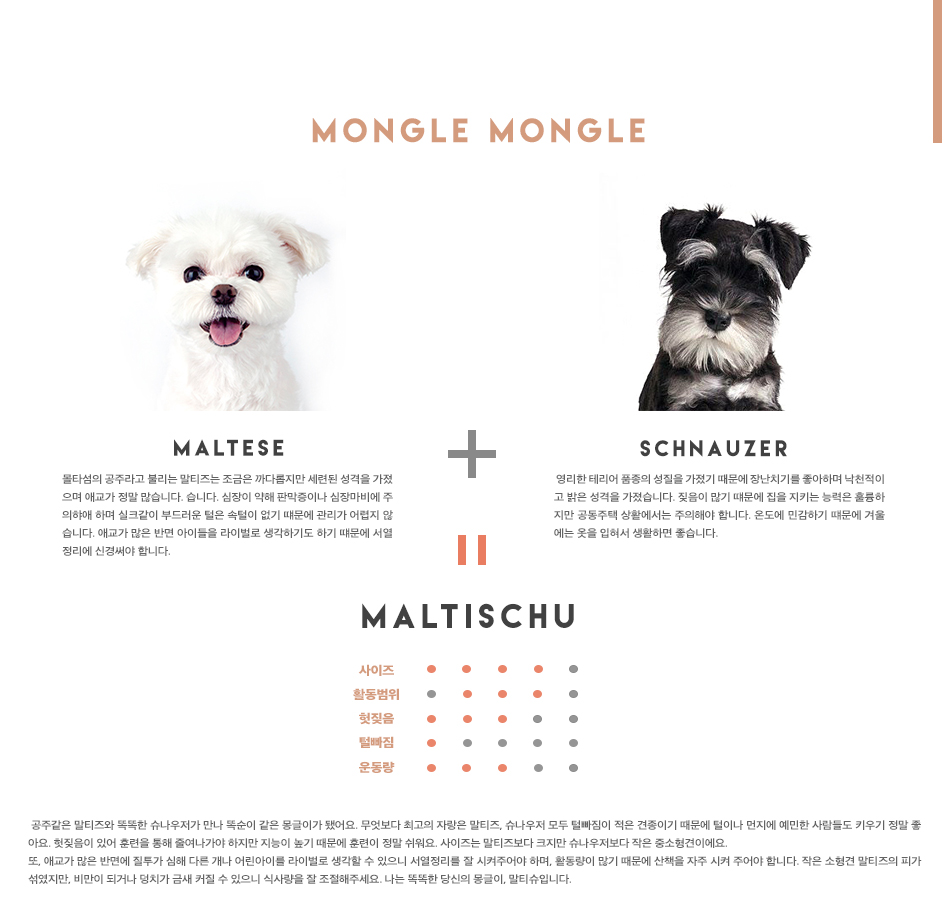 MONGLE MONGLE
MALTESE
몰타섬의 공주라고 불리는 말티즈는 조금은 까다롭지만 세련된 성격을 가졌
으며 애교가 정말 많습니다. 습니다. 심장이 약해 판막증이나 심장마비에 주
의햐애 하며 실크같이 부드러운 털은 속털이 없기 때문에 관리가 어렵지 않
습니다. 애교가 많은 반면 아이들을 라이벌로 생각하기도 하기 떄문에 서열
정리에 신경써야 합니다.
SCHNAUZER
영리한 테리어 품종의 성질을 가졌기 때문에 장난치기를 좋아하며 낙천적이
고 밝은 성격을 가졌습니다. 짖음이 많기 때문에 집을 지키는 능력은 훌륭하
지만 공동주택 상활에서는 주의해야 합니다. 온도에 민감하기 때문에 겨울
에는 옷을 입혀서 생활하면 좋습니다.
MALTISCHU
사이즈
활동범위
헛짖음
털빠짐
운동량
공주같은 말티즈와 똑똑한 슈나우저가 만나 똑순이 같은 몽글이가 됐어요. 무엇보다 최고의 자랑은 말티즈, 슈나우저 모두 털빠짐이 적은 견종이기 때문에 털이나 먼지에 예민한 사람들도 키우기 정말 좋
아요. 헛짖음이 있어 훈련을 통해 줄여나가야 하지만 지능이 높기 때문에 훈련이 정말 쉬워요. 사이즈는 말티즈보다 크지만 슈나우저보다 작은 중소형견이에요.
또, 애교가 많은 반면에 질투가 심해 다른 개나 어린아이를 라이벌로 생각할 수 있으니 서열정리를 잘 시켜주어야 하며, 활동량이 많기 때문에 산책을 자주 시켜 주어야 합니다. 작은 소형견 말티즈의 피가
섞였지만, 비만이 되거나 덩치가 금새 커질 수 있으니 식사량을 잘 조절해주세요. 나는 똑똑한 당신의 몽글이, 말티슈입니다.